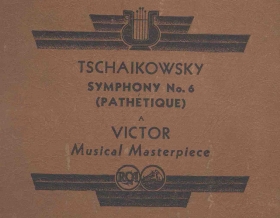 TSCHAIKOWSKY
SYMPHONY No. 6
(PATHETIQUE)
A
VICTOR
Musical Masterpiece
RCA